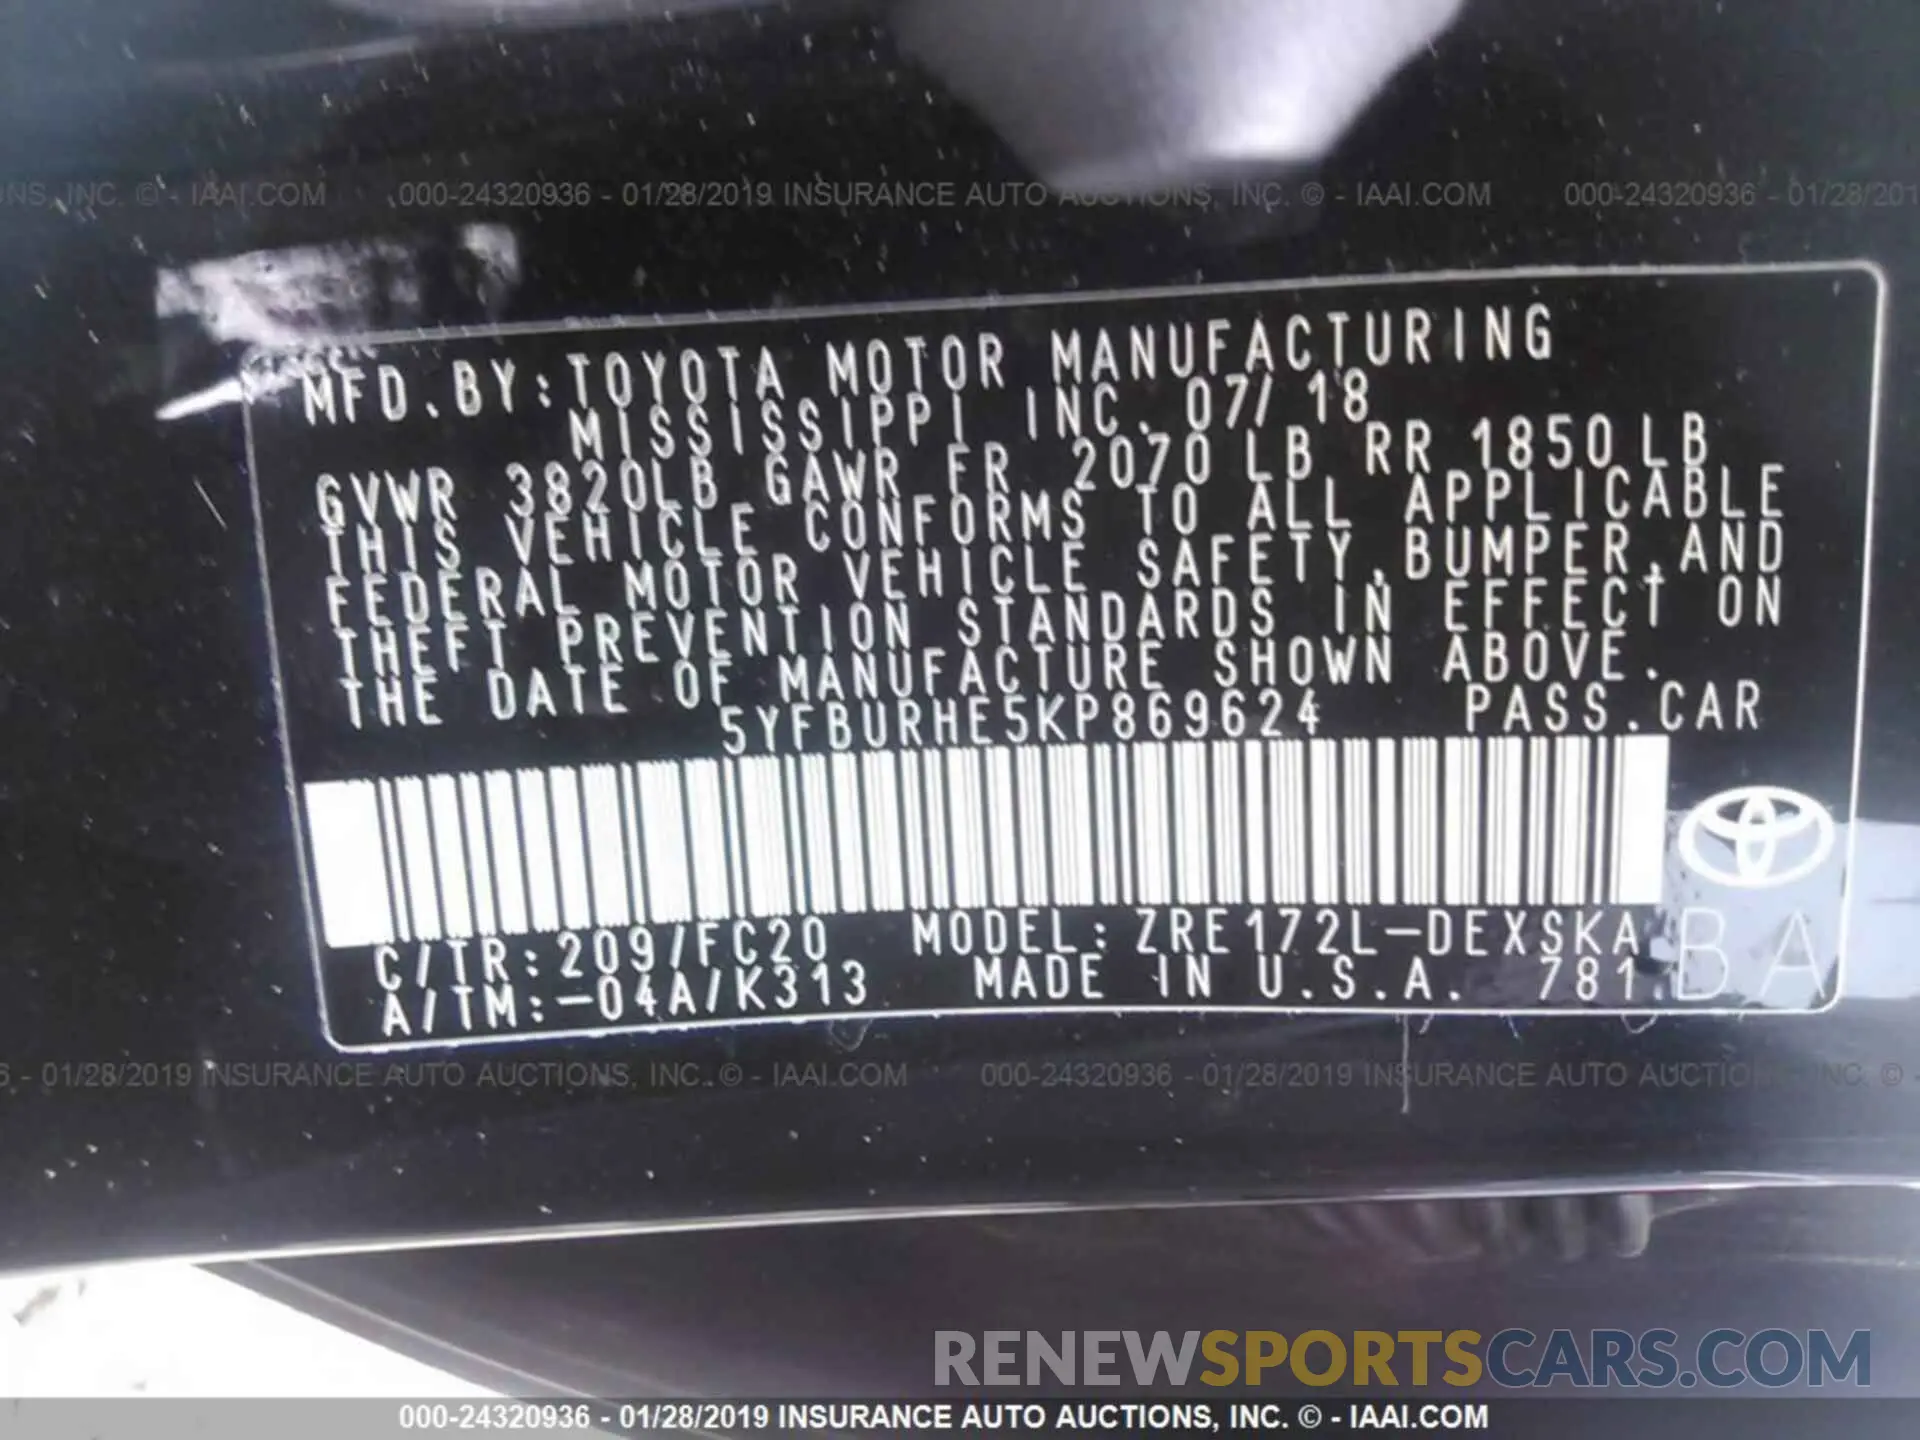 NS, INC. © - IAAI.COM 000-24320936 - 01/28/2019 INSURANCE AUTO AUCTIONS, INC. © - IAAI.COM 000-24320936 - 01/28/201
MFD.BY:TOYOTA MOTOR MANUFACTURING
MISSISSIPPI INC. 07/18
GVWR 3820LB GAWR FR 2070LB RR 1850LB
THIS VEHICLE CONFORMS TO ALL APPLICABLE
FEDERAL MOTOR VEHICLE SAFETY,BUMPER,AND
THEFT PREVENTION STANDARDS IN EFFECT ON
THE DATE OF MANUFACTURE SHOWN ABOVE.
5YFBURHE5KP869624 PASS.CAR
C/TR:209/FC20 MODEL:ZRE172L-DEXSKA
A/TM:-04A/K313 MADE IN U.S.A. 781
BA
6 - 01/28/2019 INSURANCE AUTO AUCTIONS, INC. © - IAAI.COM 000-24320936 - 01/28/2019 INSURANCE AUTO AUCTIONS, INC. ©
RENEWSPORTSCARS.COM
000-24320936 - 01/28/2019 INSURANCE AUTO AUCTIONS, INC. © - IAAI.COM